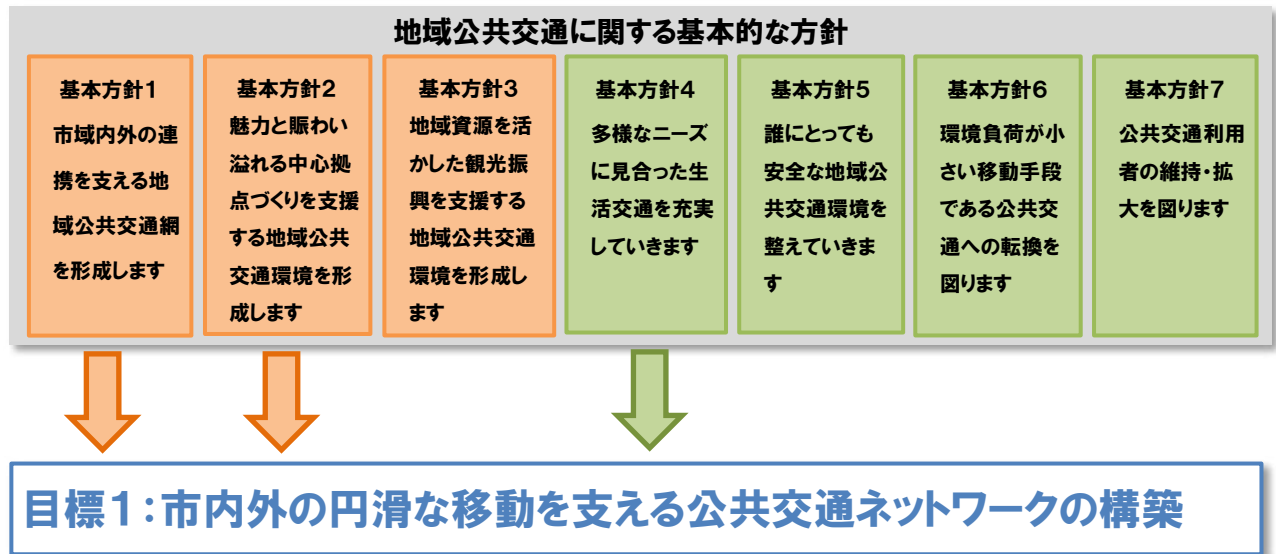 地域公共交通に関する基本的な方針
基本方針1
市域内外の連
携を支える地
域公共交通網
を形成します
基本方針2
魅力と賑わい
溢れる中心拠
点づくりを支援
する地域公共
交通環境を形
成します
基本方針3
地域資源を活
かした観光振
興を支援する
地域公共交通
環境を形成し
ます
基本方針4
多様なニーズ
に見合った生
活交通を充実
していきます
基本方針5
誰にとっても
安全な地域公
共交通環境を
整えていきま
す
基本方針6
環境負荷が小
さい移動手段
である公共交
通への転換を
図ります
基本方針7
公共交通利用
者の維持・拡
大を図ります
目標1:市内外の円滑な移動を支える公共交通ネットワークの構築